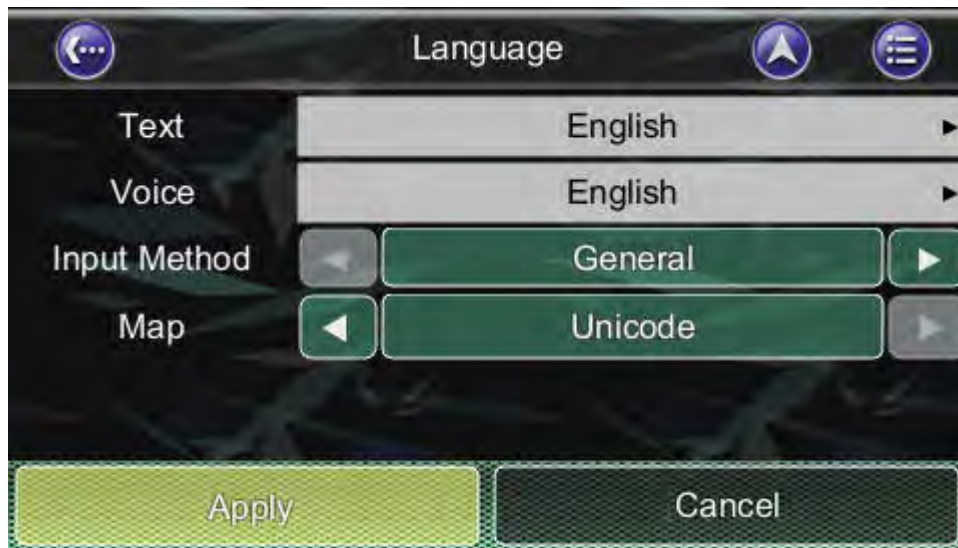 Language
Text English
Voice English
Input Method General
Map Unicode
Apply Cancel